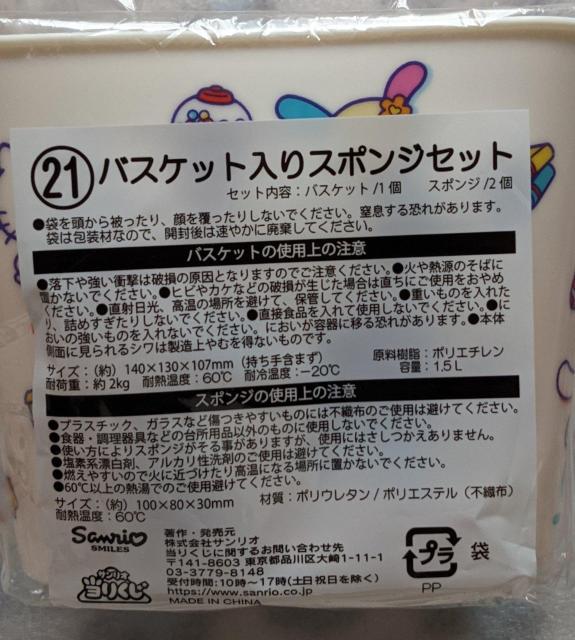 21 バスケット入りスポンジセット
セット内容：バスケット/1個　スポンジ/2個
●袋を頭から被ったり、顔を覆ったりしないでください。窒息する恐れがあります。
袋は包装材なので、開封後は速やかに廃棄してください。
バスケットの使用上の注意
●落下や強い衝撃は破損の原因となりますのでご注意ください。●火や熱源のそばに
置かないでください。●ヒビやカケなどの破損が生じた場合は直ちにご使用をおやめ
ください。●直射日光、高温の場所を避けて、保管してください。●重いものを入れた
り、詰めすぎたりしないでください。●直接食品を入れて使用しないでください。●に
おいの強いものを入れないでください。においが容器に移る恐れがあります。●本体
側面に見られるシワは製造上やむを得ないものです。
サイズ：（約）140×130×107mm（持ち手含まず）　原料樹脂：ポリエチレン
耐荷重：約2kg　耐熱温度：60℃　耐冷温度：-20℃　容量：1.5L
スポンジの使用上の注意
●プラスチック、ガラスなど傷つきやすいものには不織布のご使用は避けてください。
●食器・調理器具などの台所用品以外のものに使用しないでください。
●使い方によりスポンジがそる事がありますが、使用にはさしつかえありません。
●塩素系漂白剤、アルカリ性洗剤のご使用は避けてください。
●燃えやすいので火に近づけたり高温になる場所に置かないでください。
●60℃以上の熱湯でのご使用避けてください。
サイズ：（約）100×80×30mm　材質：ポリウレタン/ポリエステル（不織布）
耐熱温度：60℃
Sanrio
SMILES
サンリオ
当りくじ
著作・発売元
株式会社サンリオ
当りくじに関するお問い合わせ先
〒141-8603 東京都品川区大崎1-11-1
03-3779-8148
受付時間：10時〜17時（土日祝日を除く）
https://www.sanrio.co.jp
MADE IN CHINA
プラ 袋
PP